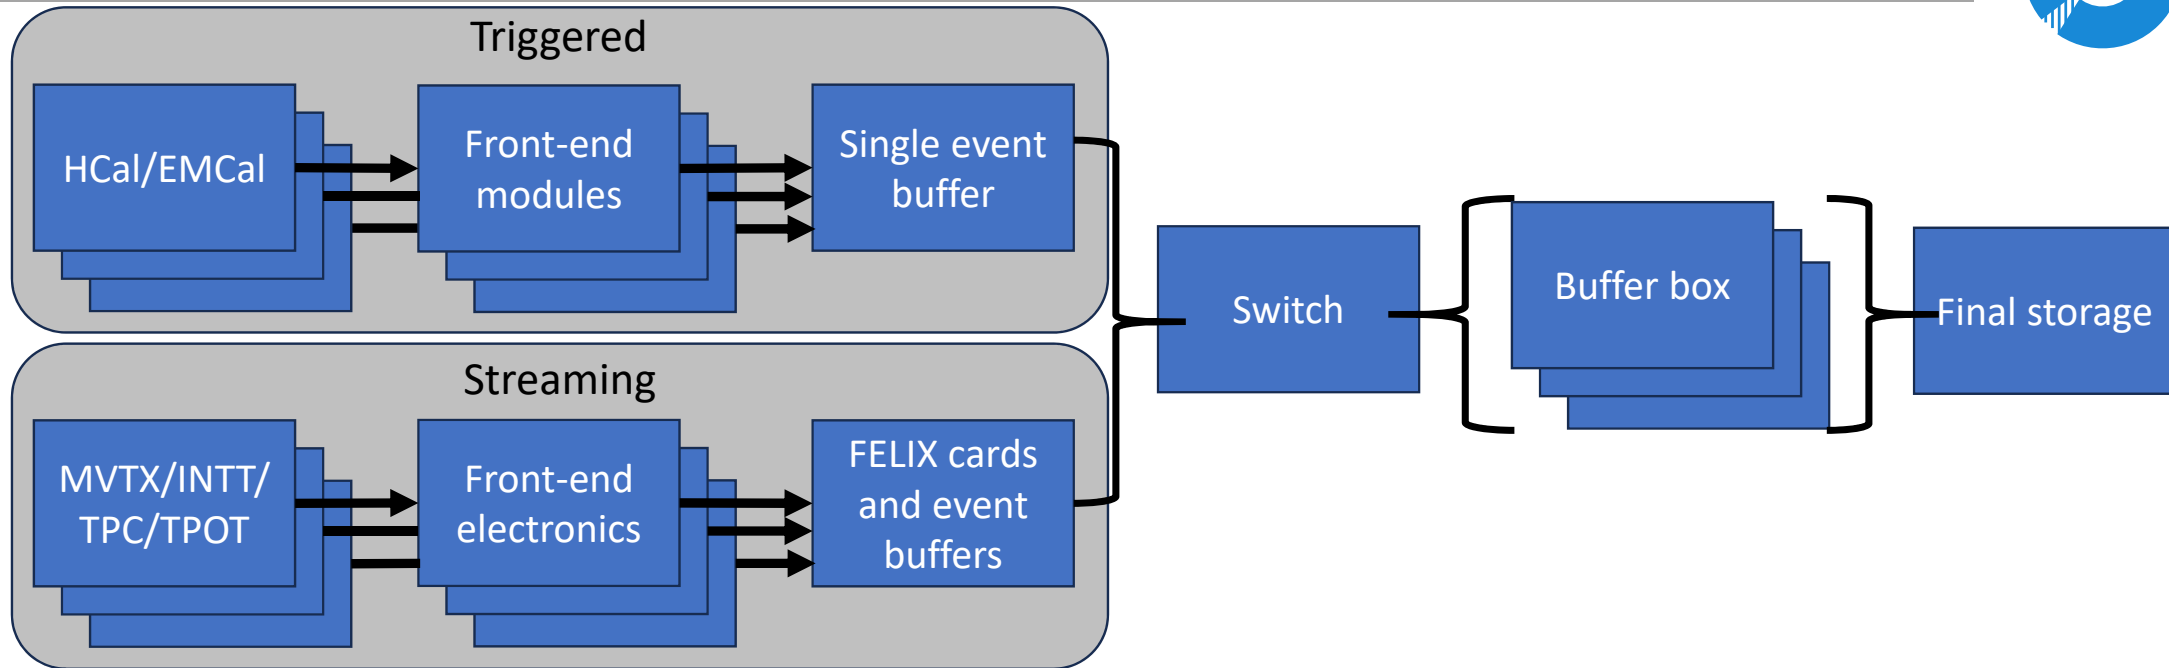 Triggered
HCal/EMCal
Front-end
modules
Single event
buffer
Switch
Buffer box
Final storage
Streaming
MVTX/INTT/
TPC/TPOT
Front-end
electronics
FELIX cards
and event
buffers